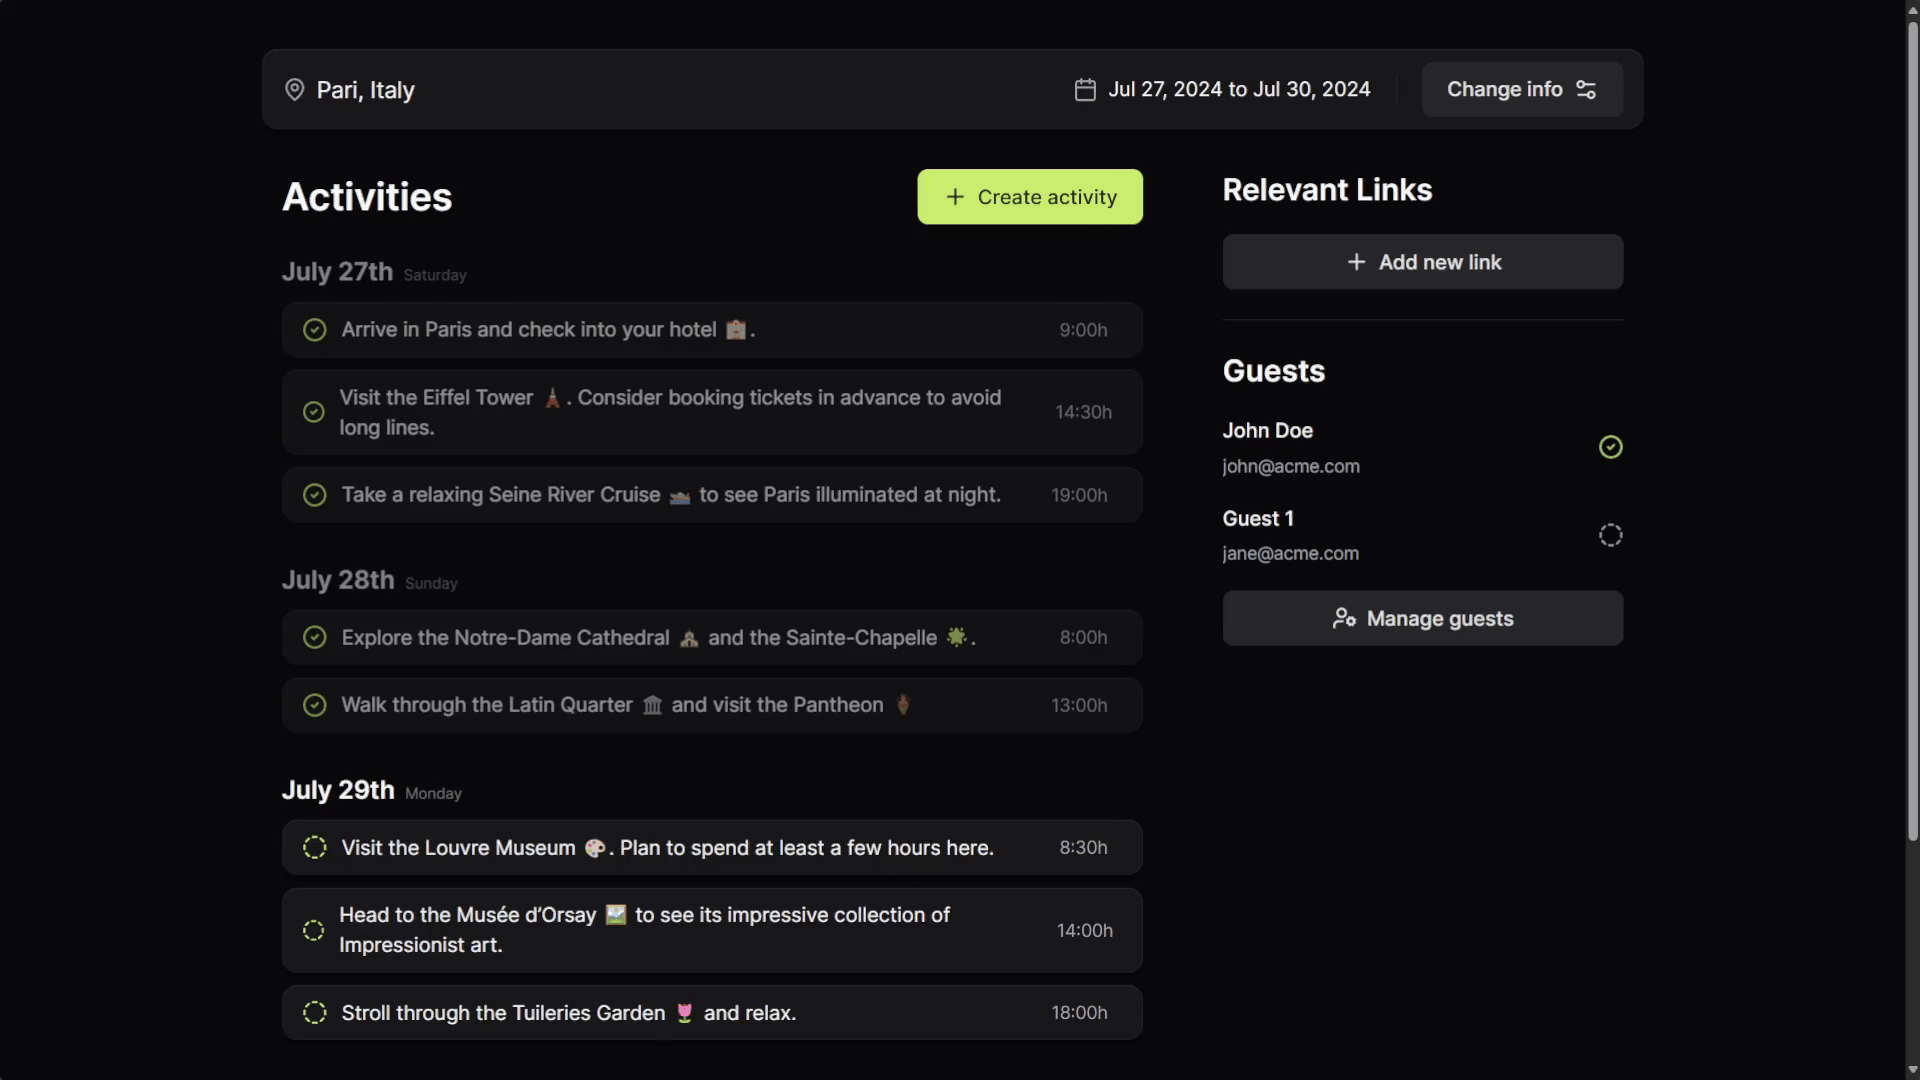 Pari, Italy
Jul 27, 2024 to Jul 30, 2024
Change info
Activities
Create activity
July 27th Saturday
Arrive in Paris and check into your hotel 🏨.
9:00h
Visit the Eiffel Tower 🗼. Consider booking tickets in advance to avoid
long lines.
14:30h
Take a relaxing Seine River Cruise 🚤 to see Paris illuminated at night.
19:00h
July 28th Sunday
Explore the Notre-Dame Cathedral ⛪ and the Sainte-Chapelle 🌟.
8:00h
Walk through the Latin Quarter 🏛️ and visit the Pantheon 🏺
13:00h
July 29th Monday
Visit the Louvre Museum 🎨. Plan to spend at least a few hours here.
8:30h
Head to the Musée d’Orsay 🖼️ to see its impressive collection of
Impressionist art.
14:00h
Stroll through the Tuileries Garden 🌷 and relax.
18:00h
Relevant Links
Add new link
Guests
John Doe
john@acme.com
Guest 1
jane@acme.com
Manage guests